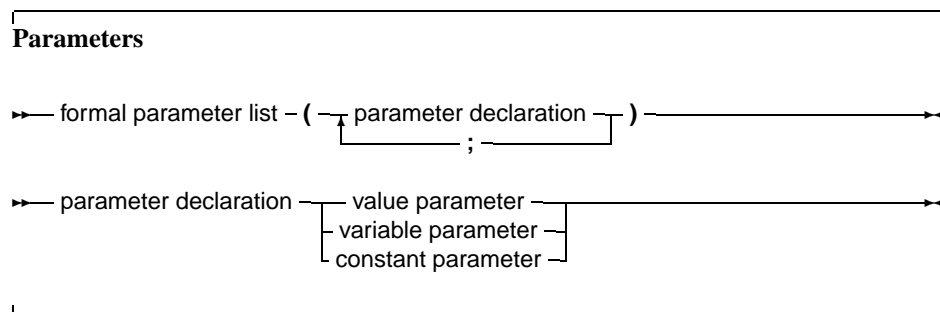 Parameters
formal parameter list ( parameter declaration )
;
parameter declaration value parameter
variable parameter
constant parameter